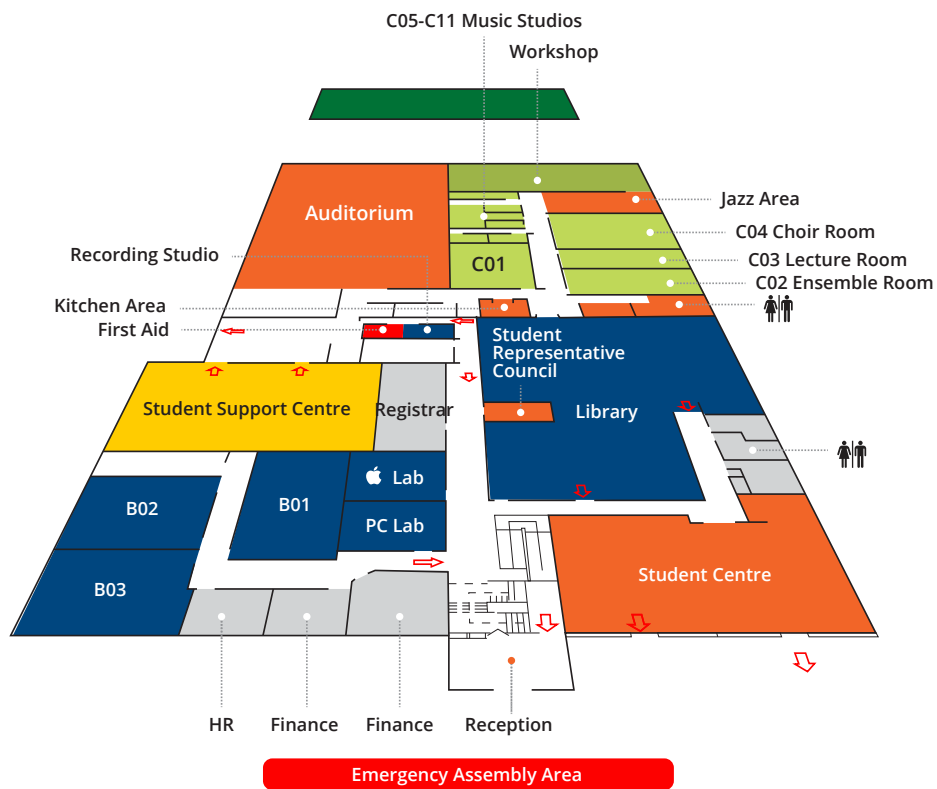 C05-C11 Music Studios
Workshop
Auditorium
Jazz Area
C04 Choir Room
Recording Studio
C01
C03 Lecture Room
C02 Ensemble Room
Kitchen Area
First Aid
Student
Representative
Council
Student Support Centre
Registrar
Library
Lab
B02
B01
PC Lab
B03
Student Centre
HR
Finance
Finance
Reception
Emergency Assembly Area